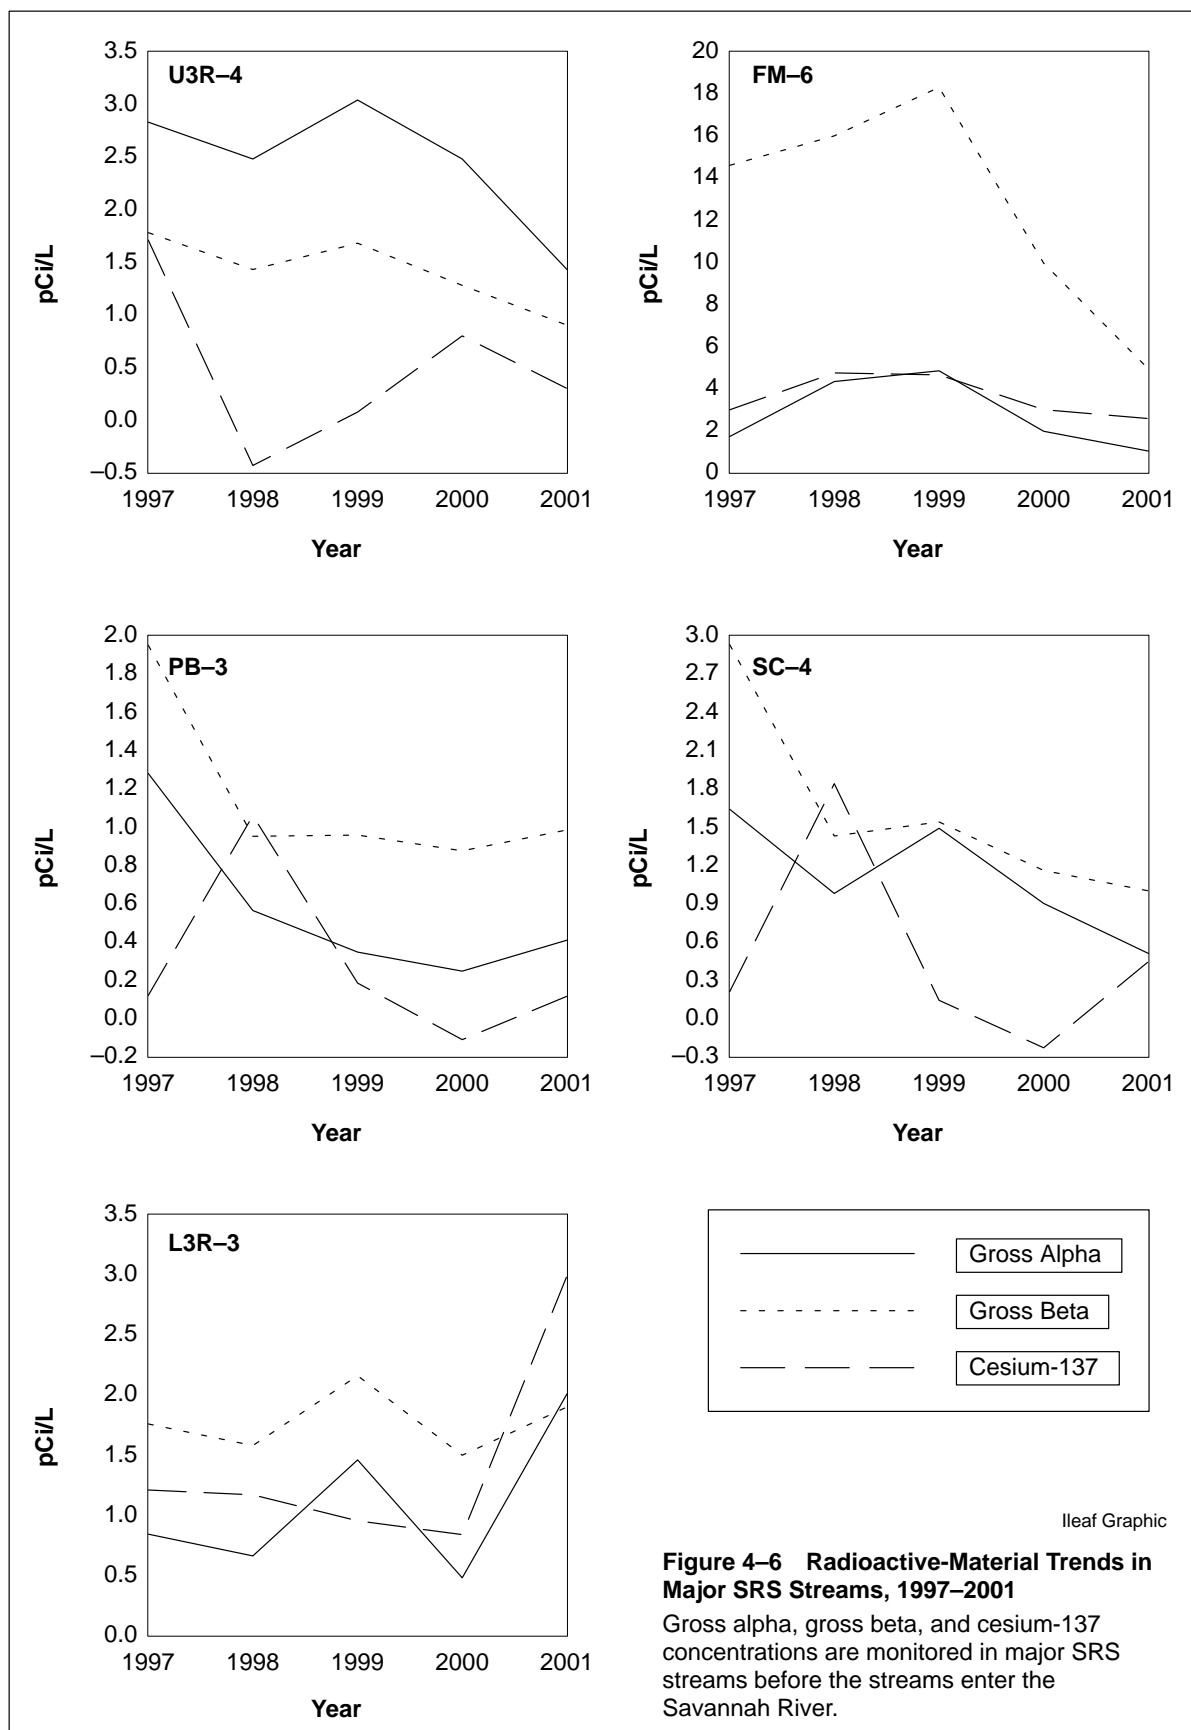 U3R–4
3.5
3.0
2.5
2.0
1.5
1.0
0.5
0.0
–0.5
pCi/L
1997 1998 1999 2000 2001
Year
FM–6
20
18
16
14
12
10
8
6
4
2
0
pCi/L
1997 1998 1999 2000 2001
Year
PB–3
2.0
1.8
1.6
1.4
1.2
1.0
0.8
0.6
0.4
0.2
0.0
–0.2
pCi/L
1997 1998 1999 2000 2001
Year
SC–4
3.0
2.7
2.4
2.1
1.8
1.5
1.2
0.9
0.6
0.3
0.0
–0.3
pCi/L
1997 1998 1999 2000 2001
Year
L3R–3
3.5
3.0
2.5
2.0
1.5
1.0
0.5
0.0
pCi/L
1997 1998 1999 2000 2001
Year
Gross Alpha
Gross Beta
Cesium-137
Ileaf Graphic
Figure 4–6 Radioactive-Material Trends in
Major SRS Streams, 1997–2001
Gross alpha, gross beta, and cesium-137
concentrations are monitored in major SRS
streams before the streams enter the
Savannah River.